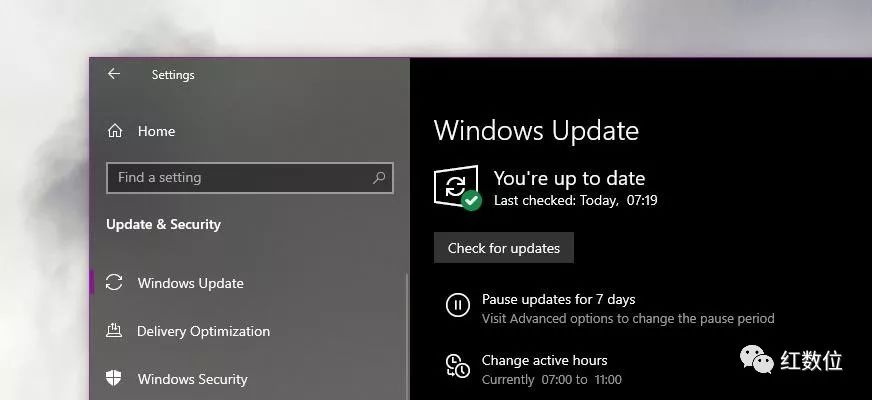 Settings
Home
Find a setting
Update & Security
Windows Update
Delivery Optimization
Windows Security
Windows Update
You're up to date
Last checked: Today, 07:19
Check for updates
Pause updates for 7 days
Visit Advanced options to change the pause period
Change active hours
Currently 07:00 to 11:00
红数位